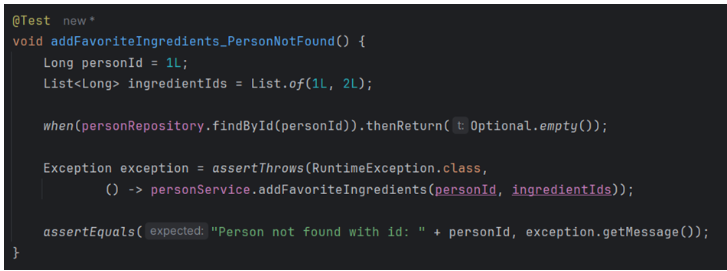 @Test new *
void addFavoriteIngredients_PersonNotFound() {
    Long personId = 1L;
    List<Long> ingredientIds = List.of(1L, 2L);

    when(personRepository.findById(personId)).thenReturn( t: Optional.empty());

    Exception exception = assertThrows(RuntimeException.class,
            () -> personService.addFavoriteIngredients(personId, ingredientIds));

    assertEquals( expected: "Person not found with id: " + personId, exception.getMessage());
}